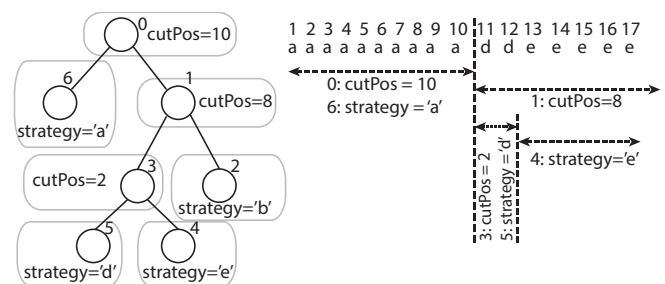 0
cutPos=10
6
strategy='a'
1
cutPos=8
3
cutPos=2
2
strategy='b'
5
strategy='d'
4
strategy='e'
1 2 3 4 5 6 7 8 9 10 11 12 13 14 15 16 17
a a a a a a a a a a d d e e e e e
0: cutPos = 10
6: strategy = 'a'
1: cutPos=8
3: cutPos = 2
5: strategy = 'd'
4: strategy='e'